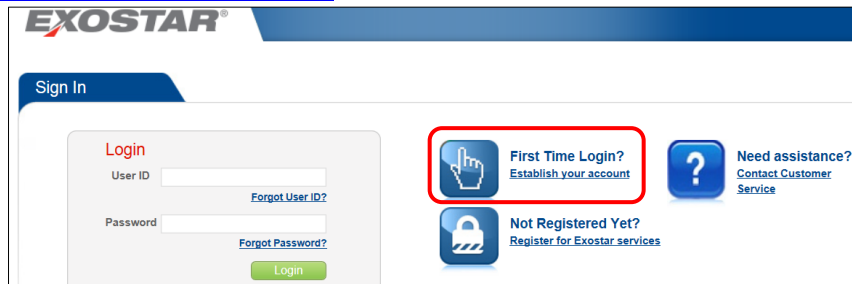 EXOSTAR®
Sign In
Login
User ID
Forgot User ID?
Password
Forgot Password?
Login
First Time Login?
Establish your account
Not Registered Yet?
Register for Exostar services
?
Need assistance?
Contact Customer
Service